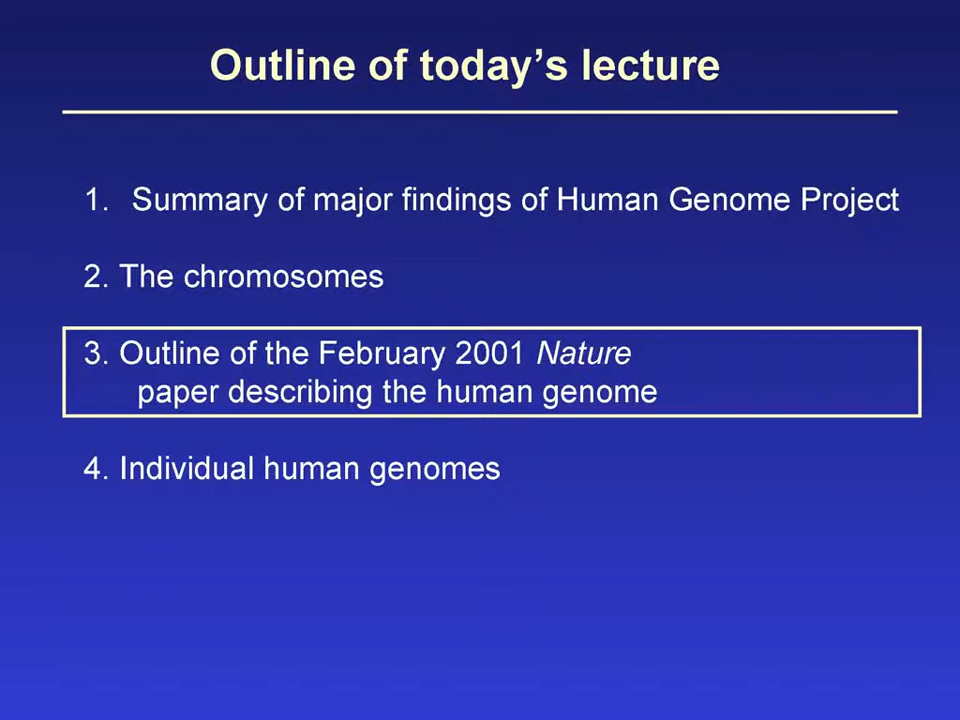 Outline of today’s lecture
1. Summary of major findings of Human Genome Project
2. The chromosomes
3. Outline of the February 2001 Nature
paper describing the human genome
4. Individual human genomes